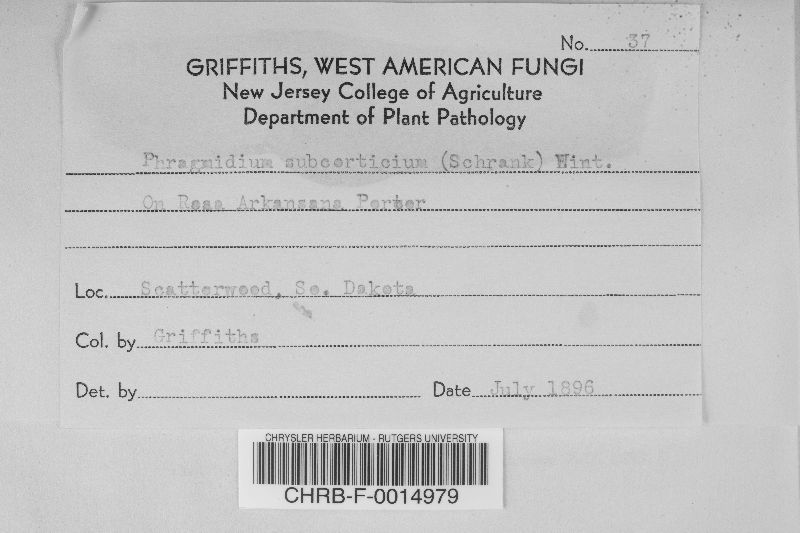 No. 37
GRIFFITHS, WEST AMERICAN FUNGI
New Jersey College of Agriculture
Department of Plant Pathology
Phragmidium subcorticium (Schrank) Wint.
On Rosa Arkansana Porter
Loc. Scatterwood, So. Dakota
Col. by Griffiths
Det. by Date July 1896
CHRYSLER HERBARIUM - RUTGERS UNIVERSITY
CHRB-F-0014979